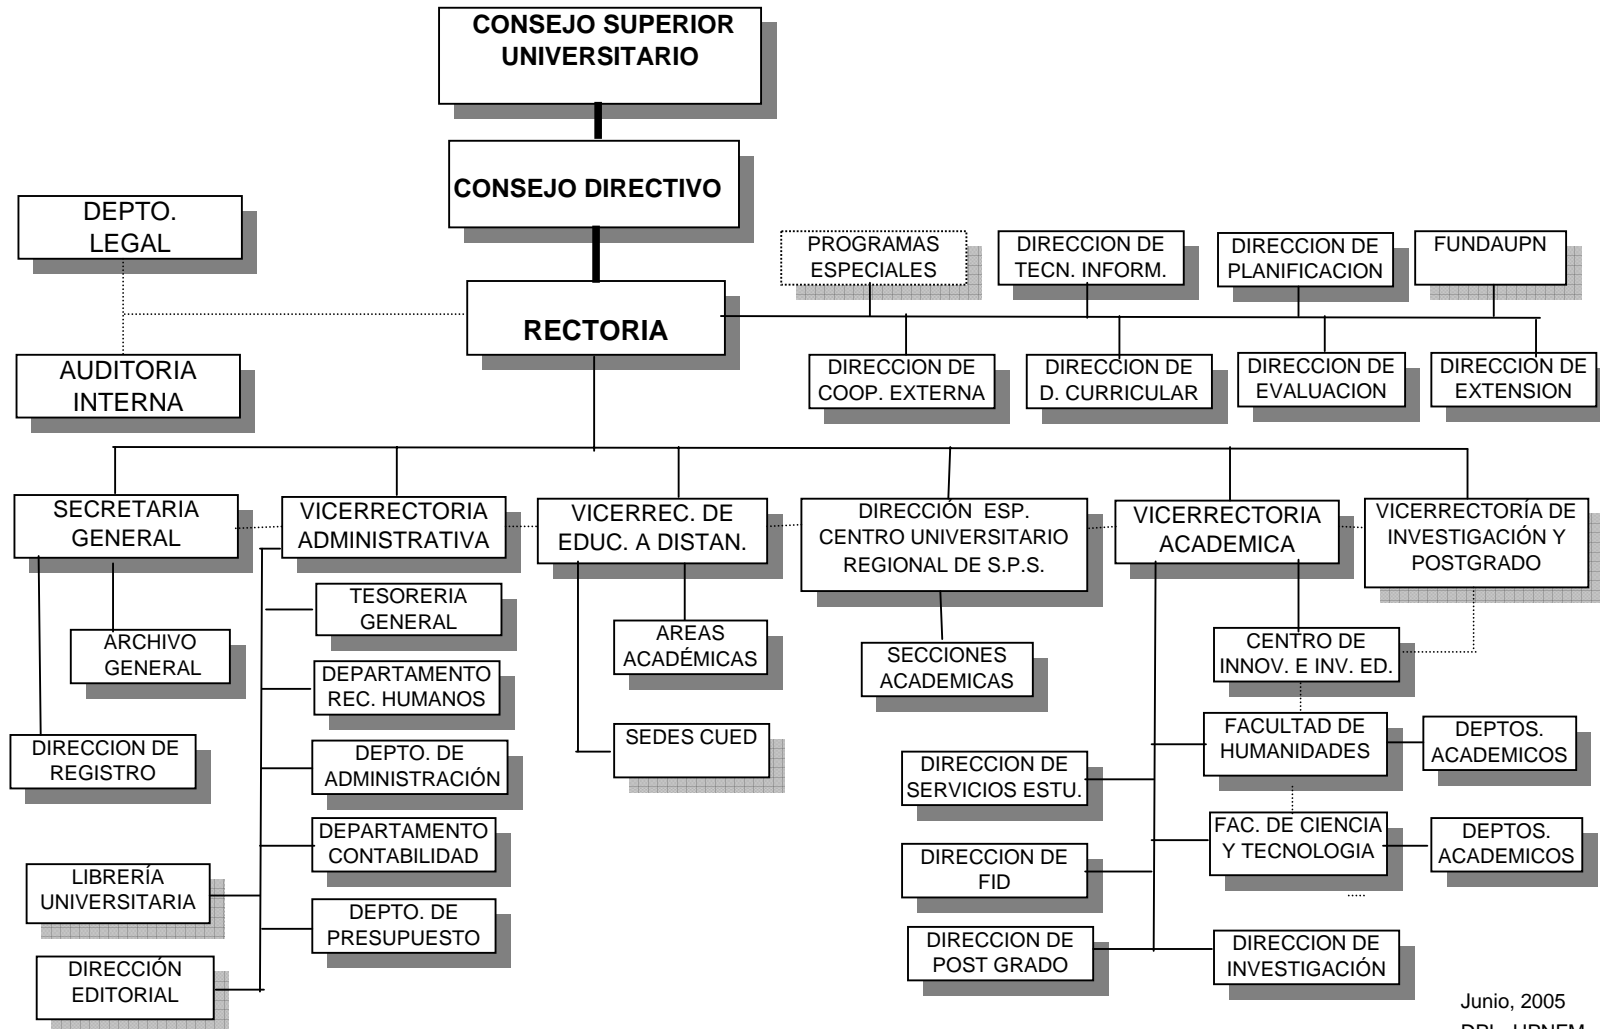 CONSEJO SUPERIOR
UNIVERSITARIO
CONSEJO DIRECTIVO
DEPTO.
LEGAL
PROGRAMAS
ESPECIALES
DIRECCION DE
TECN. INFORM.
DIRECCION DE
PLANIFICACION
FUNDAUPN
RECTORIA
AUDITORIA
INTERNA
DIRECCION DE
COOP. EXTERNA
DIRECCION DE
D. CURRICULAR
DIRECCION DE
EVALUACION
DIRECCION DE
EXTENSION
SECRETARIA
GENERAL
VICERRECTORIA
ADMINISTRATIVA
VICERREC. DE
EDUC. A DISTAN.
DIRECCIÓN ESP.
CENTRO UNIVERSITARIO
REGIONAL DE S.P.S.
VICERRECTORIA
ACADEMICA
VICERRECTORÍA DE
INVESTIGACIÓN Y
POSTGRADO
TESORERIA
GENERAL
ARCHIVO
GENERAL
AREAS
ACADÉMICAS
SECCIONES
ACADEMICAS
CENTRO DE
INNOV. E INV. ED.
DEPARTAMENTO
REC. HUMANOS
DIRECCION DE
REGISTRO
SEDES CUED
FACULTAD DE
HUMANIDADES
DEPTOS.
ACADEMICOS
DEPTO. DE
ADMINISTRACIÓN
DIRECCION DE
SERVICIOS ESTU.
DEPARTAMENTO
CONTABILIDAD
FAC. DE CIENCIA
Y TECNOLOGIA
DEPTOS.
ACADEMICOS
LIBRERÍA
UNIVERSITARIA
DIRECCION DE
FID
DEPTO. DE
PRESUPUESTO
DIRECCION DE
POST GRADO
DIRECCION DE
INVESTIGACIÓN
DIRECCIÓN
EDITORIAL
Junio, 2005